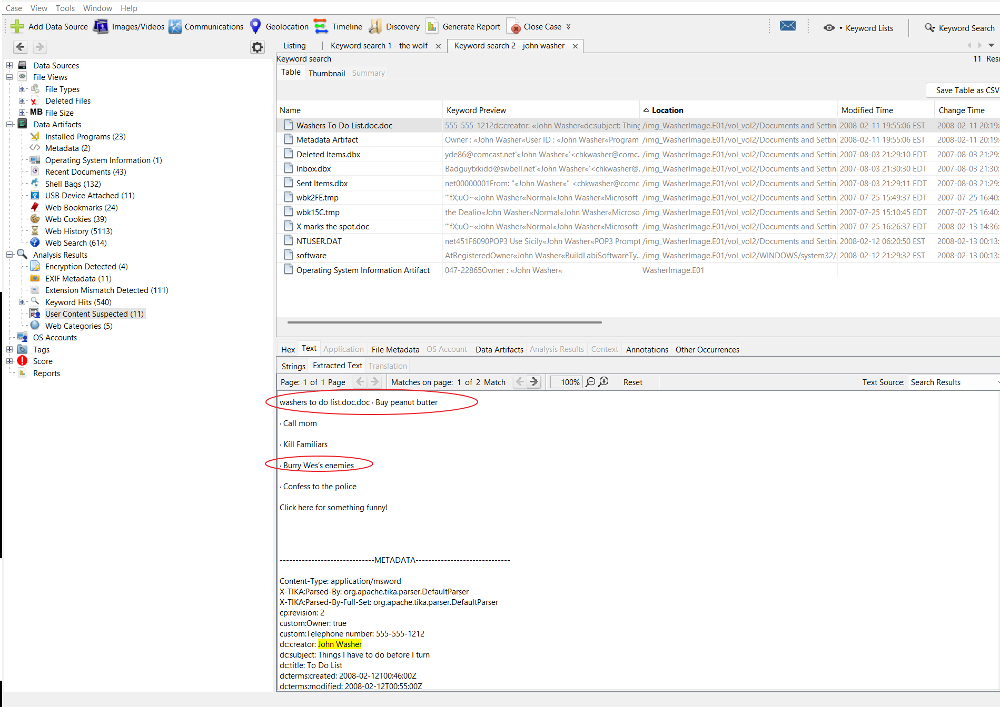 Case View Tools Window Help
Add Data Source Images/Videos Communications Geolocation Timeline Discovery Generate Report Close Case Keyword Lists Keyword Search
Listing Keyword search 1 - the wolf Keyword search 2 - john washer
Keyword search 11 Resu
Table Thumbnail Summary
Save Table as CSV
Data Sources
File Views
File Types
Deleted Files
MB File Size
Data Artifacts
Installed Programs (23)
Metadata (2)
Operating System Information (1)
Recent Documents (43)
Shell Bags (132)
USB Device Attached (11)
Web Bookmarks (24)
Web Cookies (39)
Web History (5113)
Web Search (614)
Analysis Results
Encryption Detected (4)
EXIF Metadata (11)
Extension Mismatch Detected (111)
Keyword Hits (540)
User Content Suspected (11)
Web Categories (5)
OS Accounts
Tags
Score
Reports
Name Keyword Preview Location Modified Time Change Time
Washers To Do List.doc.doc 555-555-1212dc:creator: «John Washer«dc:subject: Thing /img_WasherImage.E01/vol_vol2/Documents and Settin. 2008-02-11 19:55:06 EST 2008-02-11 20:19:
Metadata Artifact Owner : «John Washer«User ID : «John Washer«Program /img_WasherImage.E01/vol_vol2/Documents and Settin. 2008-02-11 19:55:06 EST 2008-02-11 20:19:
Deleted Items.dbx yde86@comcast.net'«John Washer«'<chkwasher@comc. /img_WasherImage.E01/vol_vol2/Documents and Settin. 2007-08-03 21:29:10 EDT 2007-08-03 21:29:
Inbox.dbx Badguytxkidd@swbell.net'«John Washer«'<chkwasher@. /img_WasherImage.E01/vol_vol2/Documents and Settin. 2007-08-03 21:30:30 EDT 2007-08-03 21:30:
Sent Items.dbx net00000001From: "«John Washer«" <chkwasher@comc /img_WasherImage.E01/vol_vol2/Documents and Settin. 2007-08-03 21:29:11 EDT 2007-08-03 21:29:
wbk2FE.tmp '"fX;uO~«John Washer«Normal«John Washer«Microsoft /img_WasherImage.E01/vol_vol2/Documents and Settin. 2007-07-25 15:49:37 EDT 2007-07-25 16:40:
wbk15C.tmp the Dealio«John Washer«Normal«John Washer«Microso /img_WasherImage.E01/vol_vol2/Documents and Settin. 2007-07-25 15:10:45 EDT 2007-07-25 16:40:
X marks the spot.doc '"fX;uO~«John Washer«Normal«John Washer«Microsoft /img_WasherImage.E01/vol_vol2/Documents and Settin. 2007-07-25 16:26:37 EDT 2008-02-13 14:36:
NTUSER.DAT net451F6090POP3 Use Sicily«John Washer«POP3 Prompt /img_WasherImage.E01/vol_vol2/Documents and Settin. 2008-02-12 06:20:50 EST 2008-02-13 00:13:
software AtRegisteredOwner«John Washer«BuildLabiSoftwareTy.. /img_WasherImage.E01/vol_vol2/WINDOWS/system32/. 2008-02-12 21:29:32 EST 2008-02-13 00:13:
Operating System Information Artifact 047-22865Owner : «John Washer« WasherImage.E01
Hex Text Application File Metadata OS Account Data Artifacts Analysis Results Context Annotations Other Occurrences
Strings Extracted Text Translation
Page: 1 of 1 Page Matches on page: 1 of 2 Match 100% Reset Text Source: Search Results
washers to do list.doc.doc · Buy peanut butter
· Call mom
· Kill Familiars
· Burry Wes's enemies
· Confess to the police
Click here for something funny!
------------------------------METADATA------------------------------
Content-Type: application/msword
X-TIKA:Parsed-By: org.apache.tika.parser.DefaultParser
X-TIKA:Parsed-By-Full-Set: org.apache.tika.parser.DefaultParser
cp:revision: 2
custom:Owner: true
custom:Telephone number: 555-555-1212
dc:creator: John Washer
dc:subject: Things I have to do before I turn
dc:title: To Do List
dcterms:created: 2008-02-12T00:46:00Z
dcterms:modified: 2008-02-12T00:55:00Z